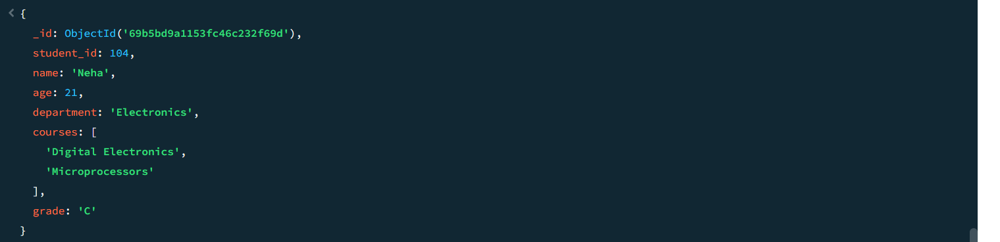 {
_id: ObjectId('69b5bd9a1153fc46c232f69d'),
student_id: 104,
name: 'Neha',
age: 21,
department: 'Electronics',
courses: [
'Digital Electronics',
'Microprocessors'
],
grade: 'C'
}